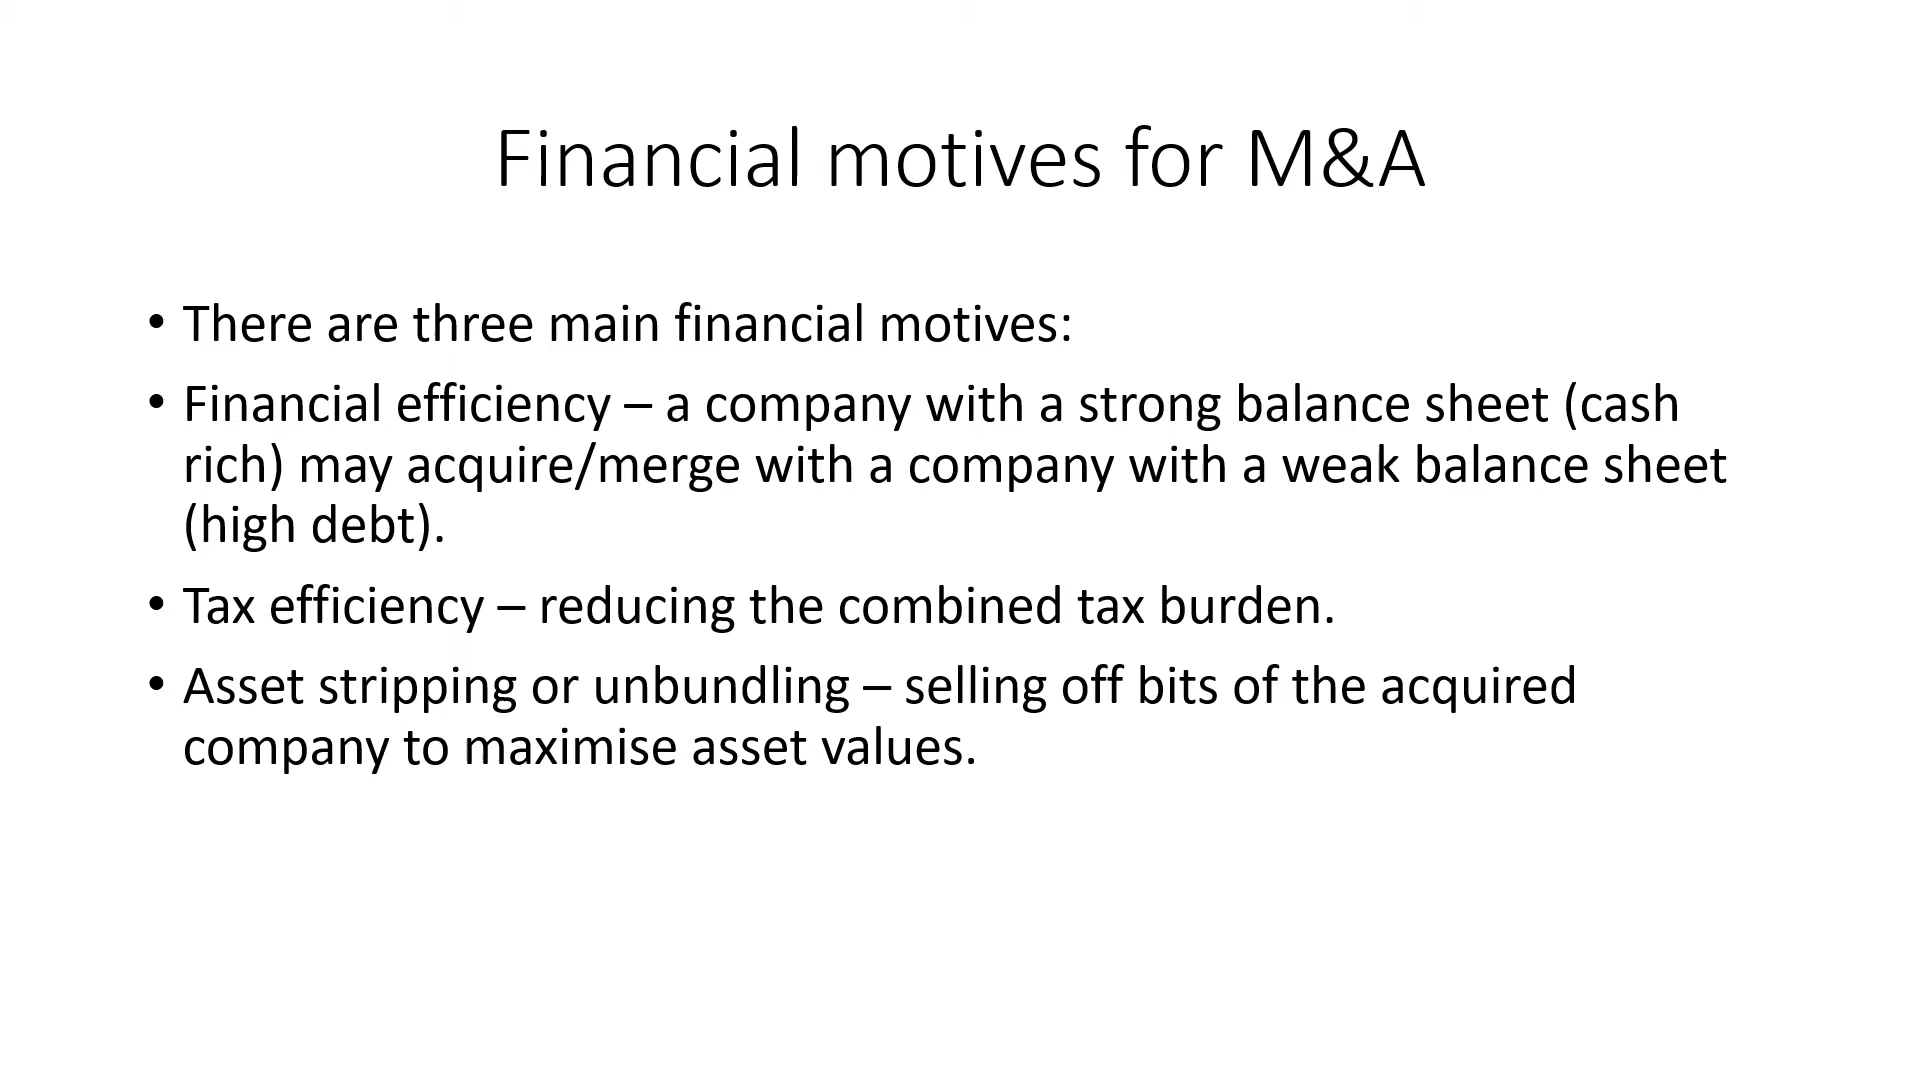 Financial motives for M&A
• There are three main financial motives:
• Financial efficiency – a company with a strong balance sheet (cash
rich) may acquire/merge with a company with a weak balance sheet
(high debt).
• Tax efficiency – reducing the combined tax burden.
• Asset stripping or unbundling – selling off bits of the acquired
company to maximise asset values.